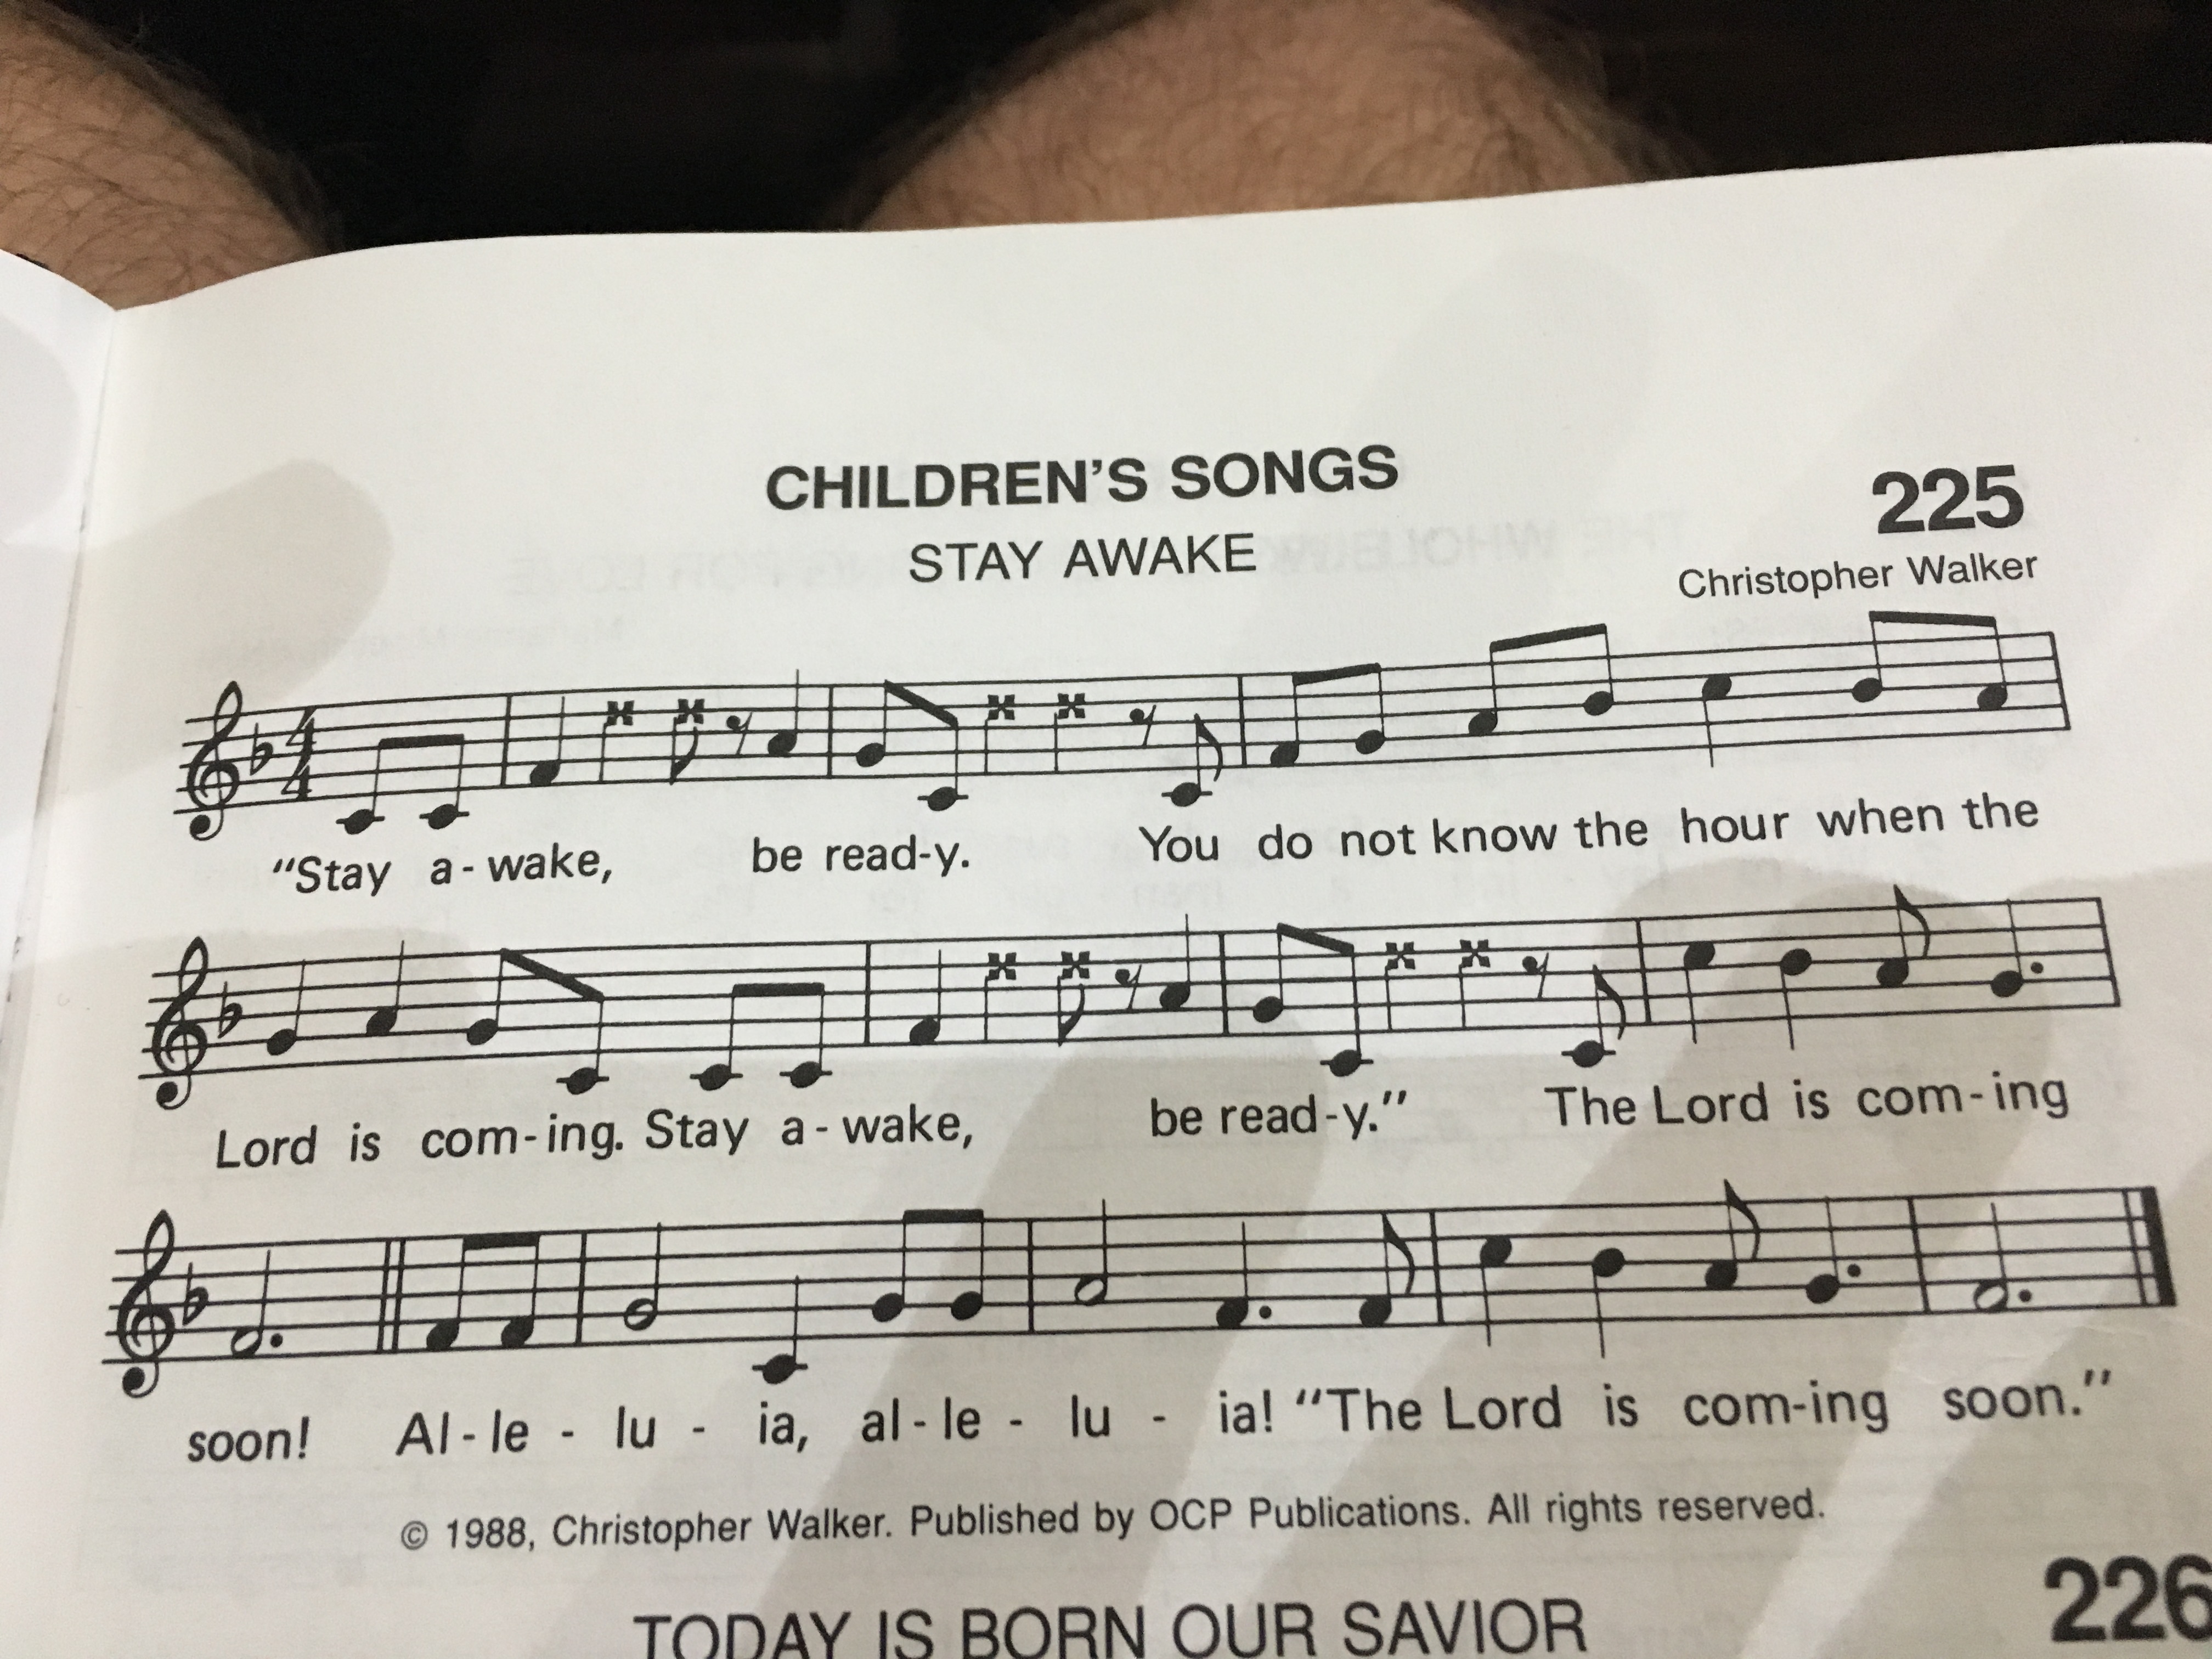 CHILDREN'S SONGS
225
STAY AWAKE
Christopher Walker
4
4
"Stay a - wake, be read-y. You do not know the hour when the
Lord is com-ing. Stay a - wake, be read-y." The Lord is com-ing
soon! Al - le - lu - ia, al - le - lu - ia! "The Lord is com-ing soon."
© 1988, Christopher Walker. Published by OCP Publications. All rights reserved.
226
TODAY IS BORN OUR SAVIOR